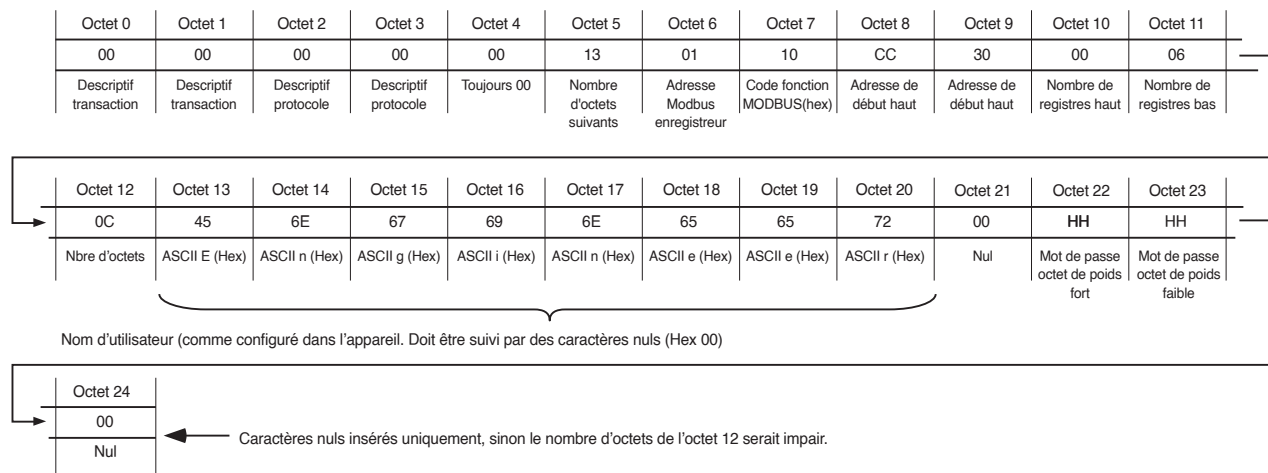 Octet 0 Octet 1 Octet 2 Octet 3 Octet 4 Octet 5 Octet 6 Octet 7 Octet 8 Octet 9 Octet 10 Octet 11
00 00 00 00 00 13 01 10 CC 30 00 06
Descriptif transaction Descriptif transaction Descriptif protocole Descriptif protocole Toujours 00 Nombre d'octets suivants Adresse Modbus enregistreur Code fonction MODBUS(hex) Adresse de début haut Adresse de début haut Nombre de registres haut Nombre de registres bas
Octet 12 Octet 13 Octet 14 Octet 15 Octet 16 Octet 17 Octet 18 Octet 19 Octet 20 Octet 21 Octet 22 Octet 23
0C 45 6E 67 69 6E 65 65 72 00 HH HH
Nbre d'octets ASCII E (Hex) ASCII n (Hex) ASCII g (Hex) ASCII i (Hex) ASCII n (Hex) ASCII e (Hex) ASCII e (Hex) ASCII r (Hex) Nul Mot de passe octet de poids fort Mot de passe octet de poids faible
Nom d'utilisateur (comme configuré dans l'appareil. Doit être suivi par des caractères nuls (Hex 00)
Octet 24
00
Nul
Caractères nuls insérés uniquement, sinon le nombre d'octets de l'octet 12 serait impair.